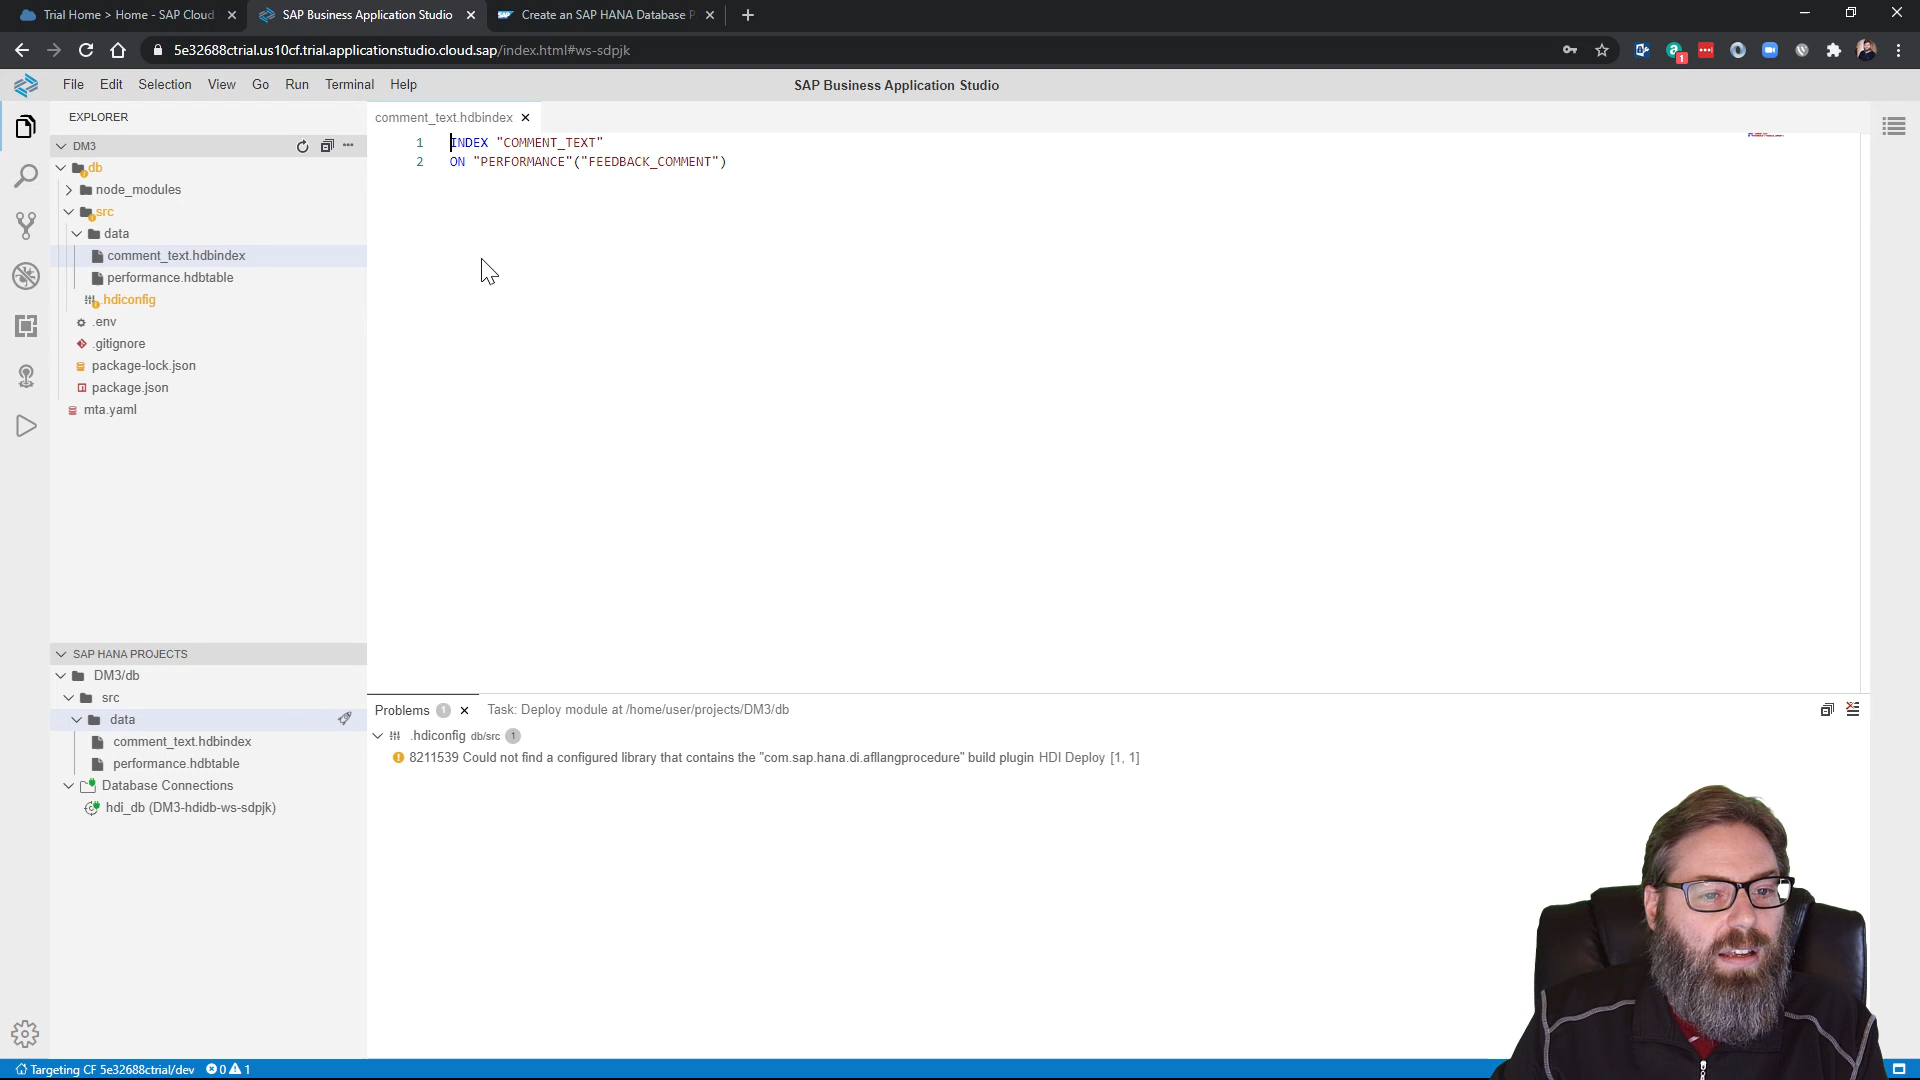 Trial Home > Home - SAP Cloud
SAP Business Application Studio
Create an SAP HANA Database P
5e32688ctrial.us10cf.trial.applicationstudio.cloud.sap/index.html#ws-sdpjk
1
File Edit Selection View Go Run Terminal Help
SAP Business Application Studio
EXPLORER
DM3
db
node_modules
src
data
comment_text.hdbindex
performance.hdbtable
.hdiconfig
.env
.gitignore
package-lock.json
package.json
mta.yaml
comment_text.hdbindex
1 INDEX "COMMENT_TEXT"
2 ON "PERFORMANCE"("FEEDBACK_COMMENT")
SAP HANA PROJECTS
DM3/db
src
data
comment_text.hdbindex
performance.hdbtable
Database Connections
hdi_db (DM3-hdidb-ws-sdpjk)
Problems 1
Task: Deploy module at /home/user/projects/DM3/db
.hdiconfig db/src 1
8211539 Could not find a configured library that contains the "com.sap.hana.di.afllangprocedure" build plugin HDI Deploy [1, 1]
Targeting CF 5e32688ctrial/dev 0 1